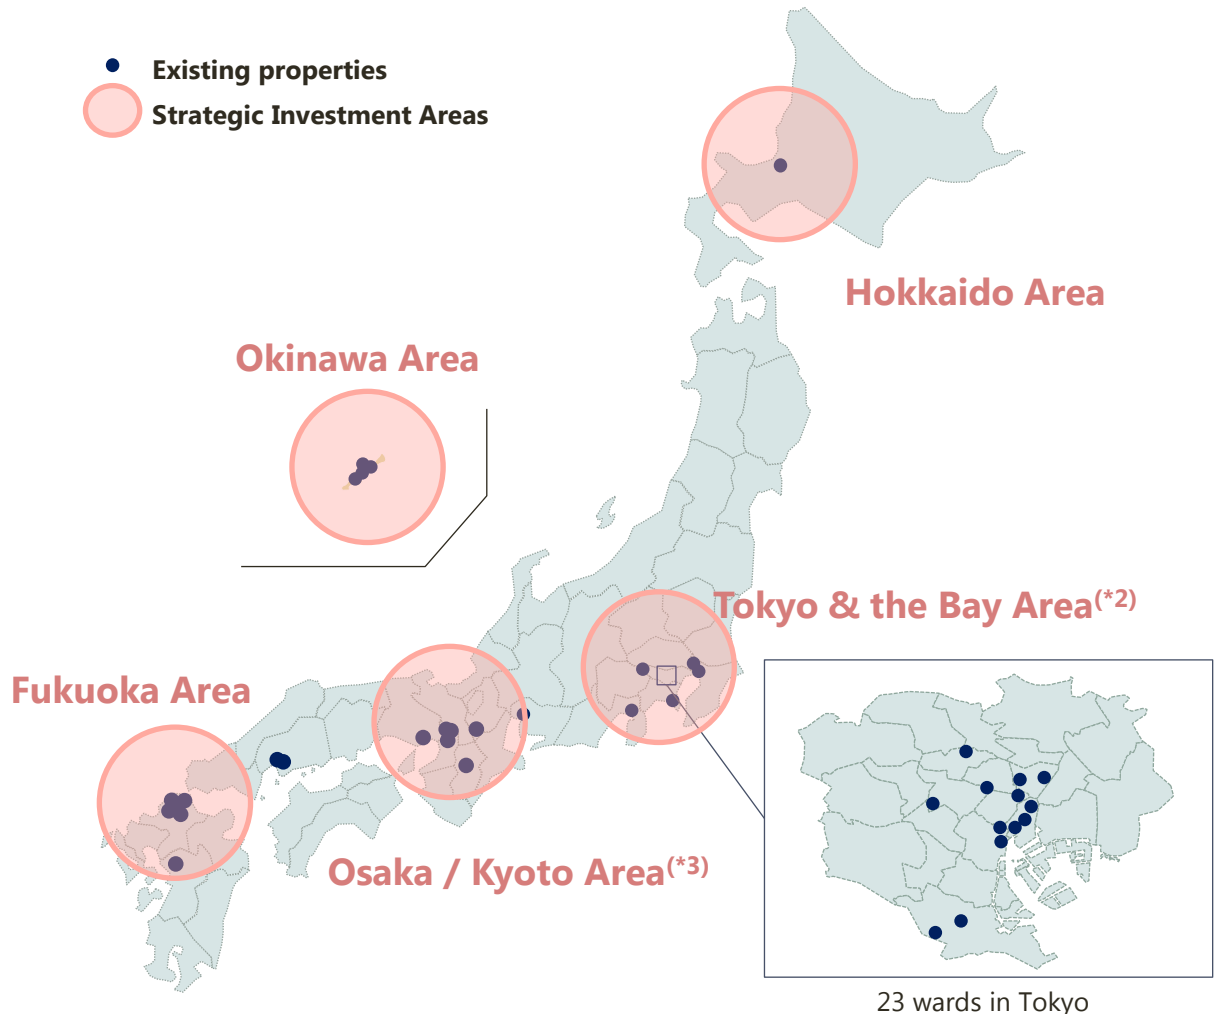 Existing properties
Strategic Investment Areas
Hokkaido Area
Okinawa Area
Tokyo & the Bay Area(*2)
Fukuoka Area
Osaka / Kyoto Area(*3)
23 wards in Tokyo